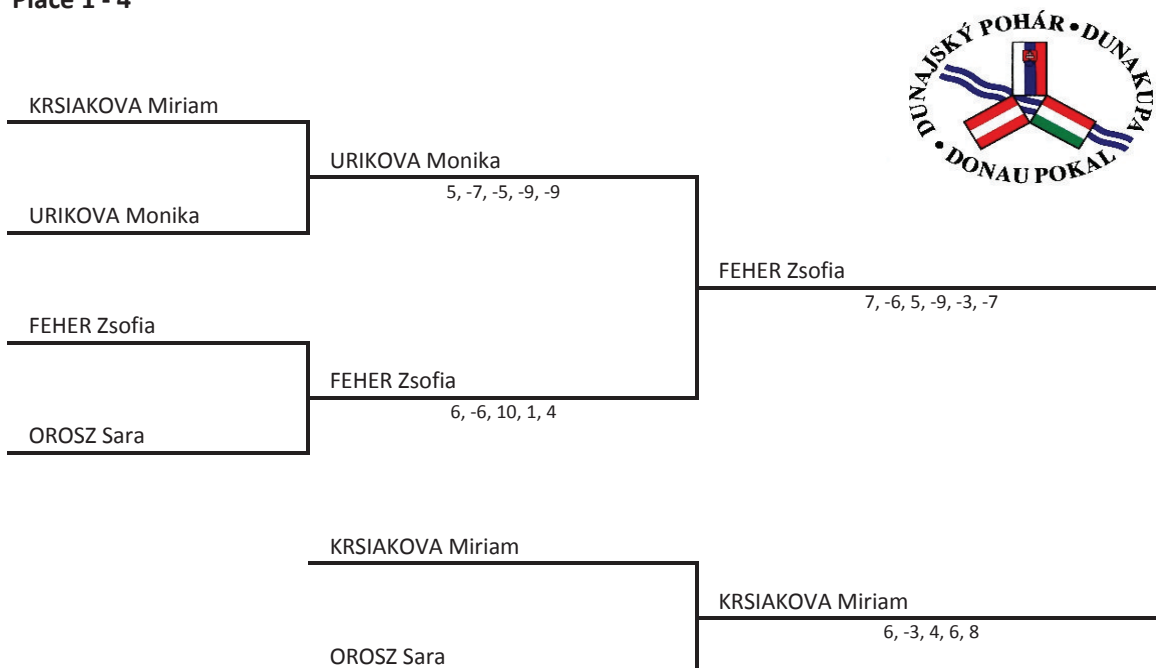 Place 1 - 4
DUNAJSKÝ POHÁR • DUNA KUPA • DONAU POKAL •
KRSIAKOVA Miriam
URIKOVA Monika
5, -7, -5, -9, -9
URIKOVA Monika
FEHER Zsofia
7, -6, 5, -9, -3, -7
FEHER Zsofia
FEHER Zsofia
6, -6, 10, 1, 4
OROSZ Sara
KRSIAKOVA Miriam
KRSIAKOVA Miriam
6, -3, 4, 6, 8
OROSZ Sara